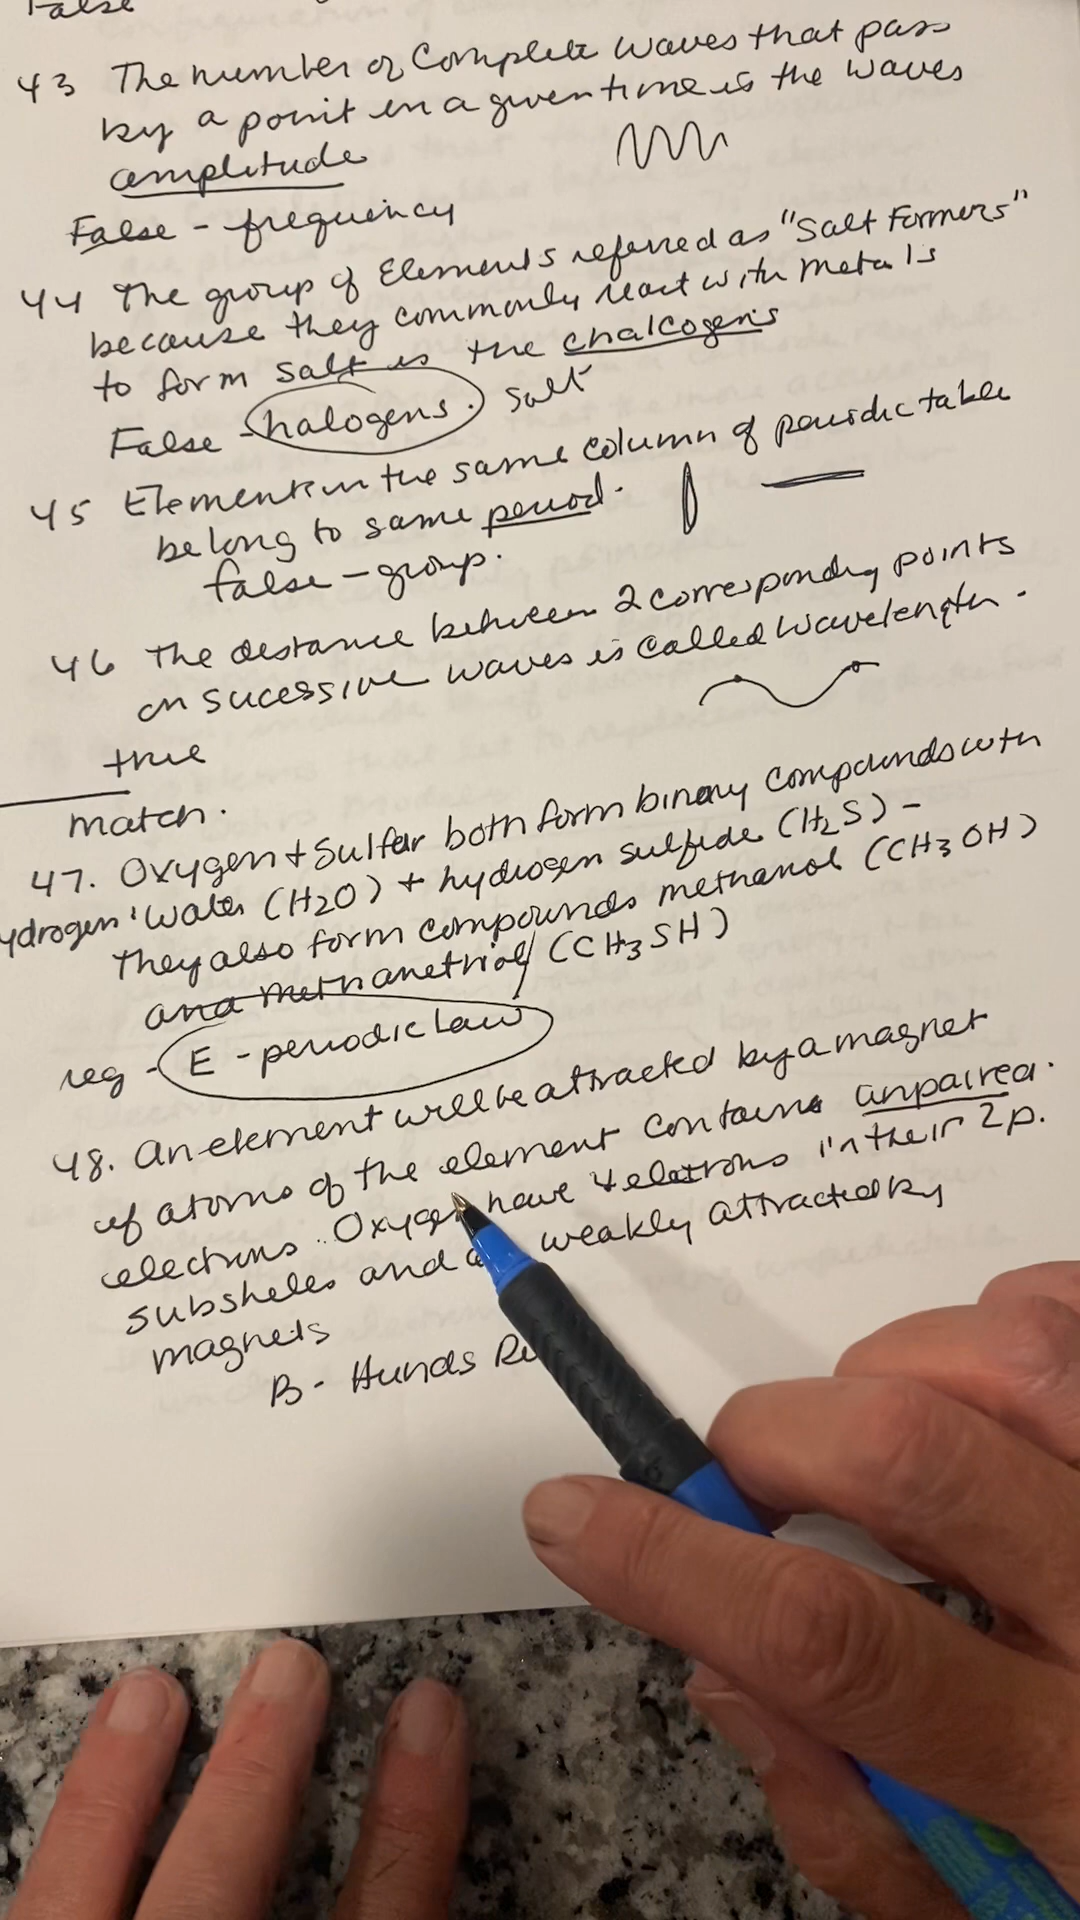 False
43 The number of Complete waves that pass
by a point in a given time is the waves
amplitude
False - frequency
44 The group of Elements referred as "Salt Formers"
because they commonly react with metals
to form salt is the chalcogens
False - halogens. Salt
45 Elements in the same column of periodic table
belong to same period.
false - group.
46 The distance between 2 corresponding points
on sucessive waves is called wavelength.
true
match.
47. Oxygen + Sulfur both form binary compounds with
ydrogen, water (H2O) + hydrogen sulfide (H2S) -
They also form compounds methanol (CH3OH)
and methanethiol (CH3SH)
reg - E - periodic Law
48. An element will be attracted by a magnet
if atoms of the element contains unpaired
electrons. Oxygen have 4 eletrons in their 2p.
subsheles and weakly attracted by
magnets
B - Hunds